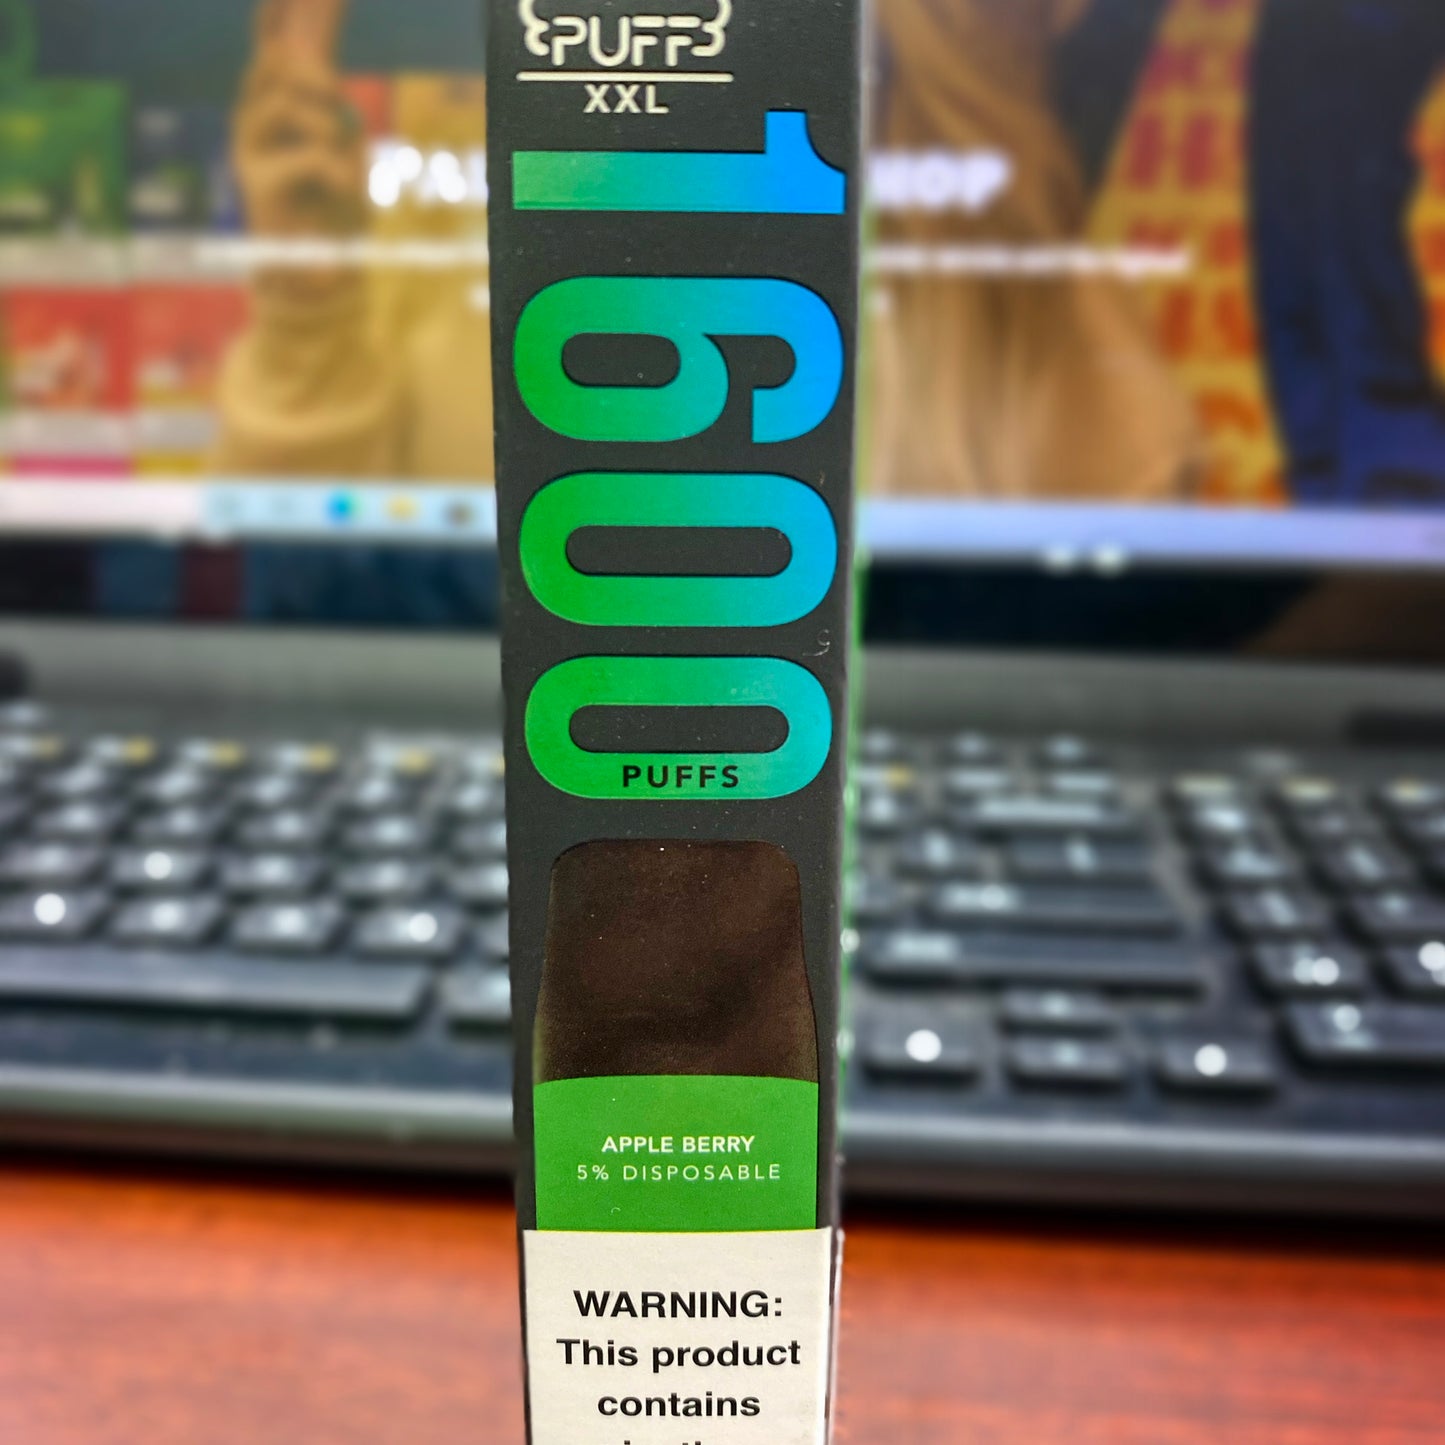 PUFF
XXL
1600
PUFFS
APPLE BERRY
5% DISPOSABLE
WARNING:
This product
contains